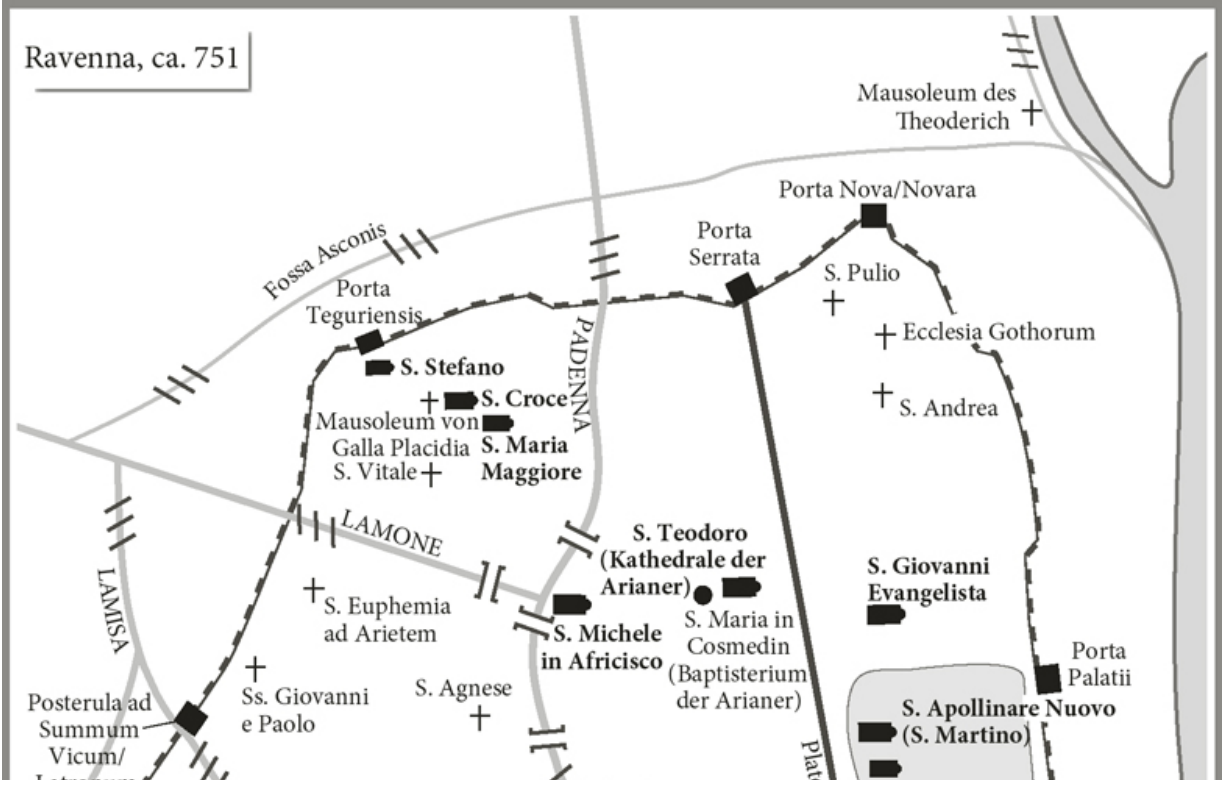 Ravenna, ca. 751
Mausoleum des
Theoderich
Porta Nova/Novara
Porta
Serrata
Fossa Asconis
S. Pulio
Porta
Teguriensis
PADENNA
Ecclesia Gothorum
S. Stefano
S. Croce
S. Andrea
Mausoleum von
Galla Placidia
S. Maria
Maggiore
S. Vitale
LAMONE
S. Teodoro
(Kathedrale der
Arianer)
S. Giovanni
Evangelista
LAMISA
S. Euphemia
ad Arietem
S. Michele
in Africisco
S. Maria in
Cosmedin
(Baptisterium
der Arianer)
Porta
Palatii
Ss. Giovanni
e Paolo
S. Agnese
Posterula ad
Summum
Vicum/
S. Apollinare Nuovo
(S. Martino)